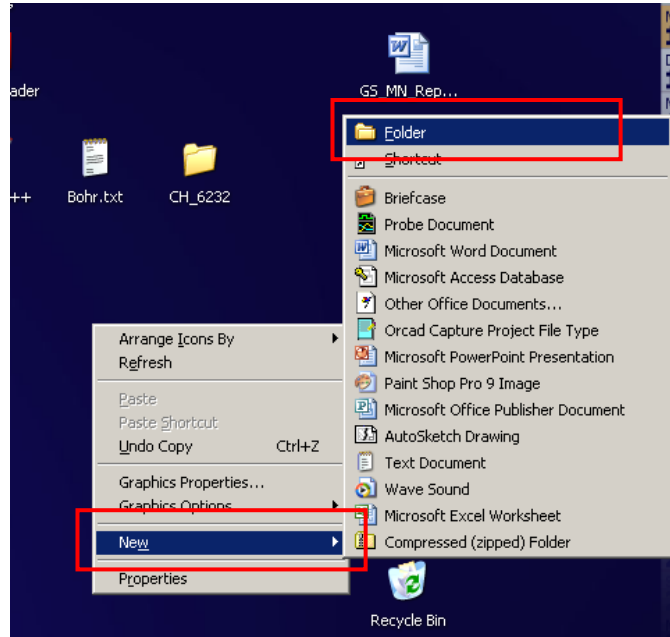 ader
GS_MN_Rep...
++
Bohr.txt
CH_6232
Folder
Shortcut
Briefcase
Probe Document
Microsoft Word Document
Microsoft Access Database
Other Office Documents...
Orcad Capture Project File Type
Microsoft PowerPoint Presentation
Paint Shop Pro 9 Image
Microsoft Office Publisher Document
AutoSketch Drawing
Text Document
Wave Sound
Microsoft Excel Worksheet
Compressed (zipped) Folder
Arrange Icons By
Refresh
Paste
Paste Shortcut
Undo Copy Ctrl+Z
Graphics Properties...
Graphics Options
New
Properties
Recycle Bin